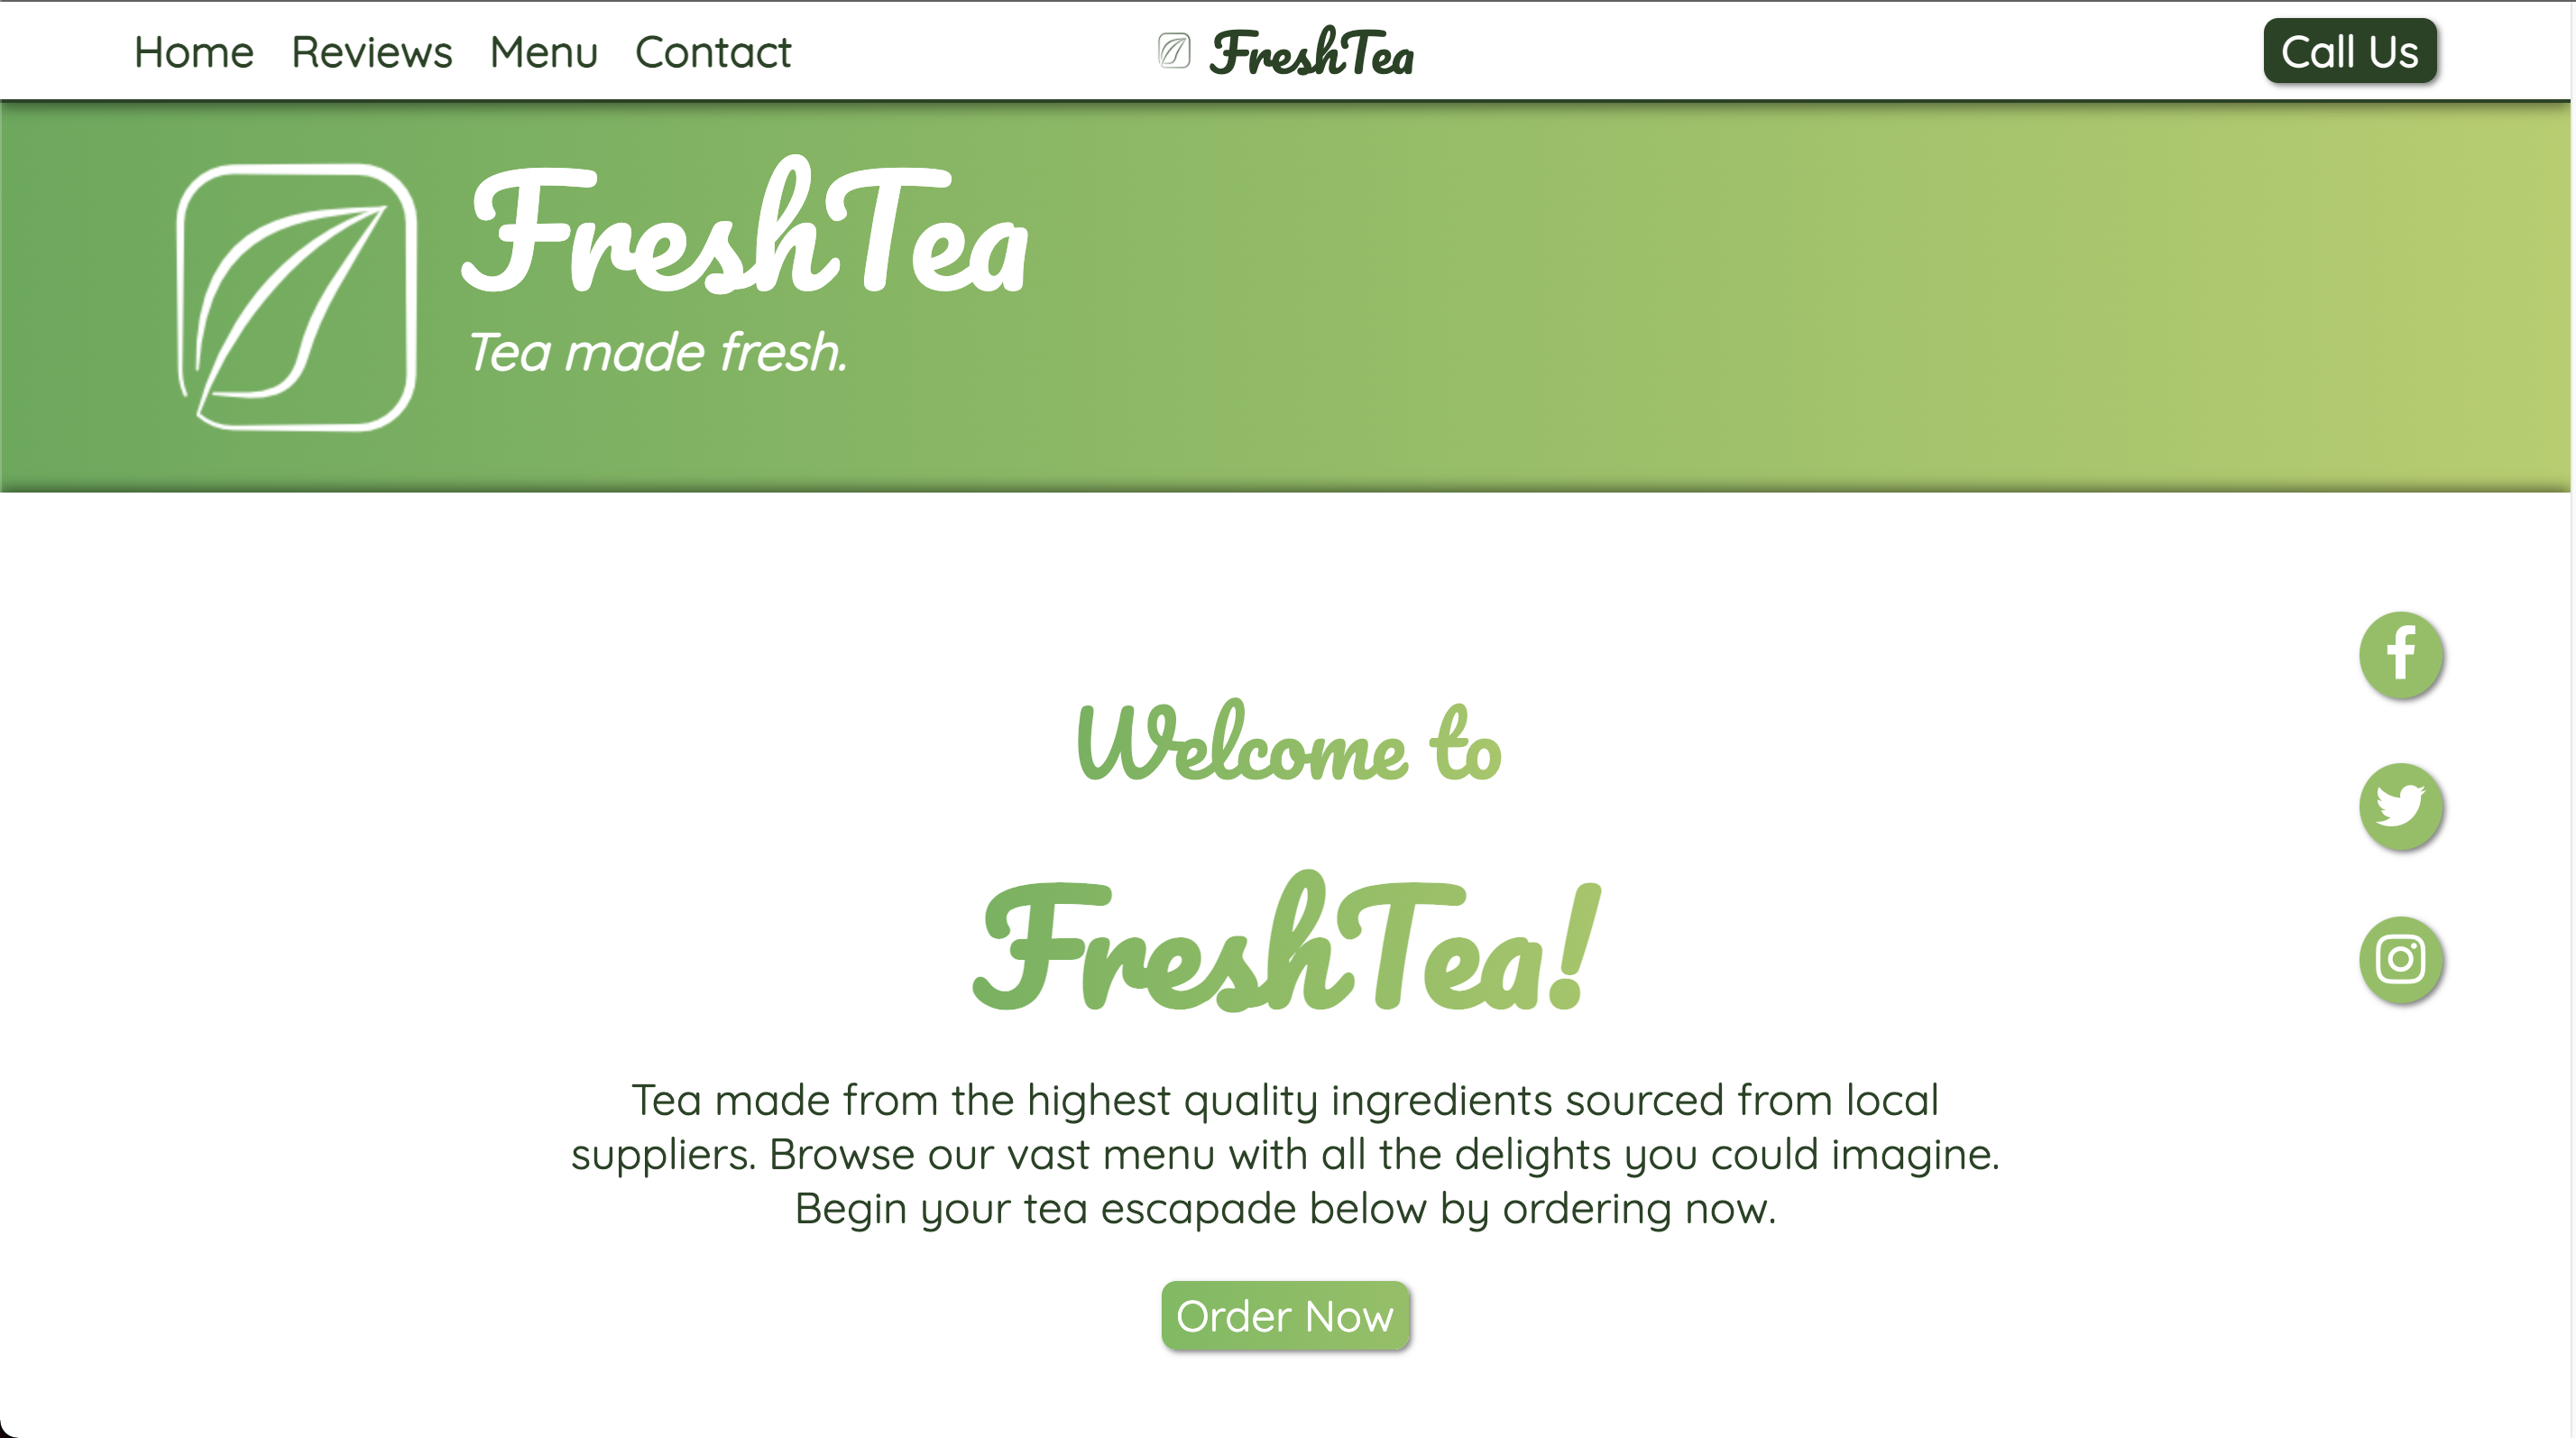 Home Reviews Menu Contact FreshTea Call Us
FreshTea
Tea made fresh.
Welcome to
FreshTea!
Tea made from the highest quality ingredients sourced from local
suppliers. Browse our vast menu with all the delights you could imagine.
Begin your tea escapade below by ordering now.
Order Now